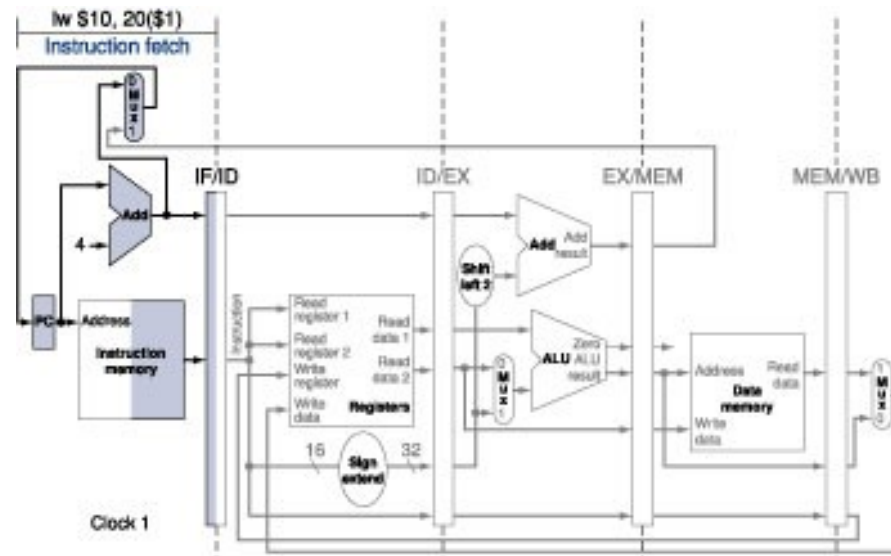 lw $10, 20($1)
Instruction fetch
0
M
u
x
1
IF/ID
ID/EX
EX/MEM
MEM/WB
Add
4
Add
Add
result
Shift
left 2
PC
Address
Instruction
memory
Instruction
Read
register 1
Read
register 2
Write
register
Write
data
Read
data 1
Read
data 2
Registers
0
M
u
x
1
Zero
ALU
ALU
result
Address
Read
data
Data
memory
Write
data
1
M
u
x
0
16
Sign
extend
32
Clock 1